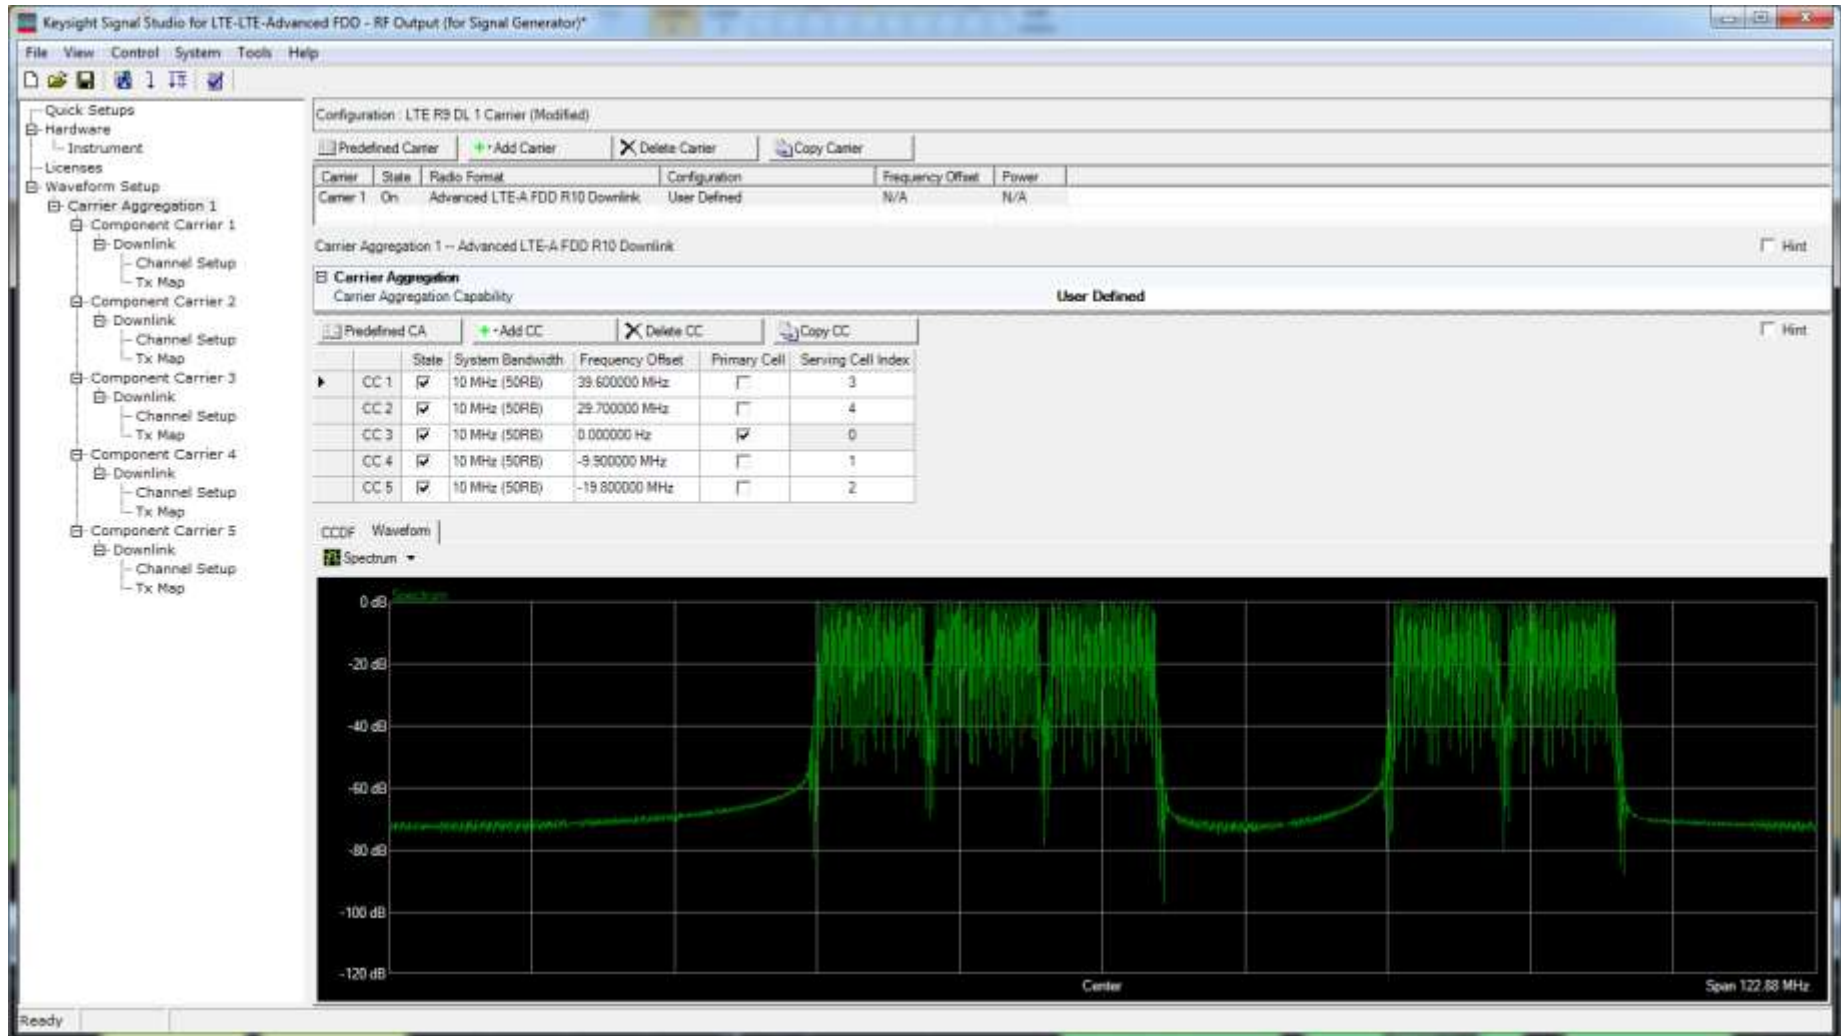 Keysight Signal Studio for LTE-LTE-Advanced FDD - RF Output (for Signal Generator)*
File View Control System Tools Help
Quick Setups
Hardware
Instrument
Licenses
Waveform Setup
Carrier Aggregation 1
Component Carrier 1
Downlink
Channel Setup
Tx Map
Component Carrier 2
Downlink
Channel Setup
Tx Map
Component Carrier 3
Downlink
Channel Setup
Tx Map
Component Carrier 4
Downlink
Channel Setup
Tx Map
Component Carrier 5
Downlink
Channel Setup
Tx Map
Configuration : LTE R9 DL 1 Carrier (Modified)
Predefined Carrier Add Carrier Delete Carrier Copy Carrier
Carrier State Radio Format Configuration Frequency Offset Power
Carrier 1 On Advanced LTE-A FDD R10 Downlink User Defined N/A N/A
Carrier Aggregation 1 -- Advanced LTE-A FDD R10 Downlink Hint
Carrier Aggregation
Carrier Aggregation Capability User Defined
Predefined CA Add CC Delete CC Copy CC Hint
State System Bandwidth Frequency Offset Primary Cell Serving Cell Index
CC 1 10 MHz (50RB) 39.600000 MHz 3
CC 2 10 MHz (50RB) 29.700000 MHz 4
CC 3 10 MHz (50RB) 0.000000 Hz 0
CC 4 10 MHz (50RB) -9.900000 MHz 1
CC 5 10 MHz (50RB) -19.800000 MHz 2
CCDF Waveform
Spectrum
Spectrum
0 dB
-20 dB
-40 dB
-60 dB
-80 dB
-100 dB
-120 dB
Center Span 122.88 MHz
Ready